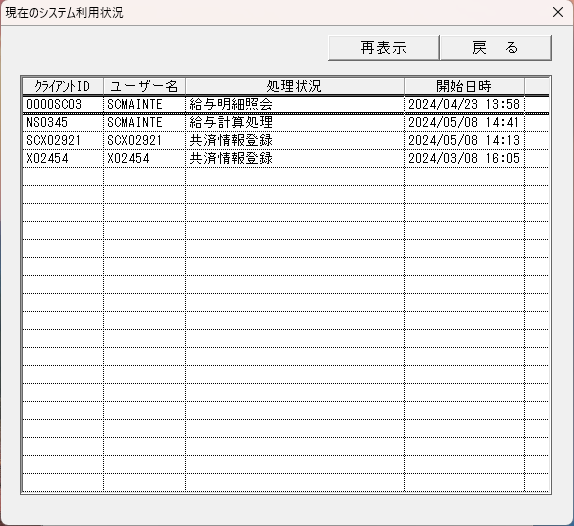 現在のシステム利用状況
再表示 戻 る
ｸﾗｲｱﾝﾄID ユーザー名 処理状況 開始日時
0000SC03 SCMAINTE 給与明細照会 2024/04/23 13:58
NS0345 SCMAINTE 給与計算処理 2024/05/08 14:41
SCX02921 SCX02921 共済情報登録 2024/05/08 14:13
X02454 X02454 共済情報登録 2024/03/08 16:05